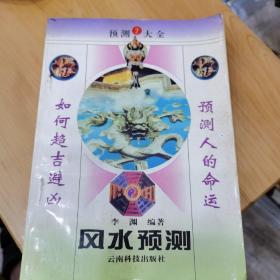 预测?大全
如何趋吉避凶
预测人的命运
李渊 编著
风水预测
云南科技出版社